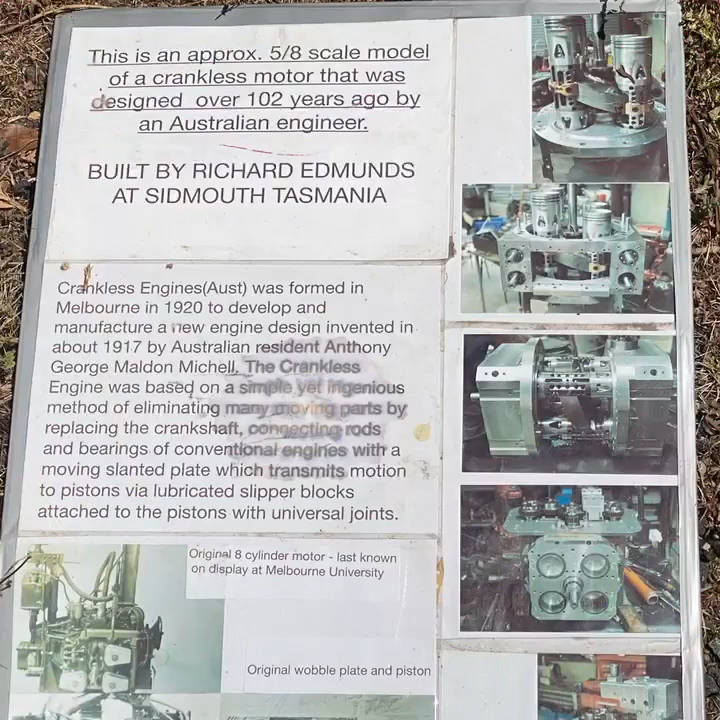 This is an approx. 5/8 scale model
of a crankless motor that was
designed over 102 years ago by
an Australian engineer.
BUILT BY RICHARD EDMUNDS
AT SIDMOUTH TASMANIA
Crankless Engines(Aust) was formed in
Melbourne in 1920 to develop and
manufacture a new engine design invented in
about 1917 by Australian resident Anthony
George Maldon Michell. The Crankless
Engine was based on a simple yet ingenious
method of eliminating many moving parts by
replacing the crankshaft, connecting rods
and bearings of conventional engines with a
moving slanted plate which transmits motion
to pistons via lubricated slipper blocks
attached to the pistons with universal joints.
Original 8 cylinder motor - last known
on display at Melbourne University
Original wobble plate and piston